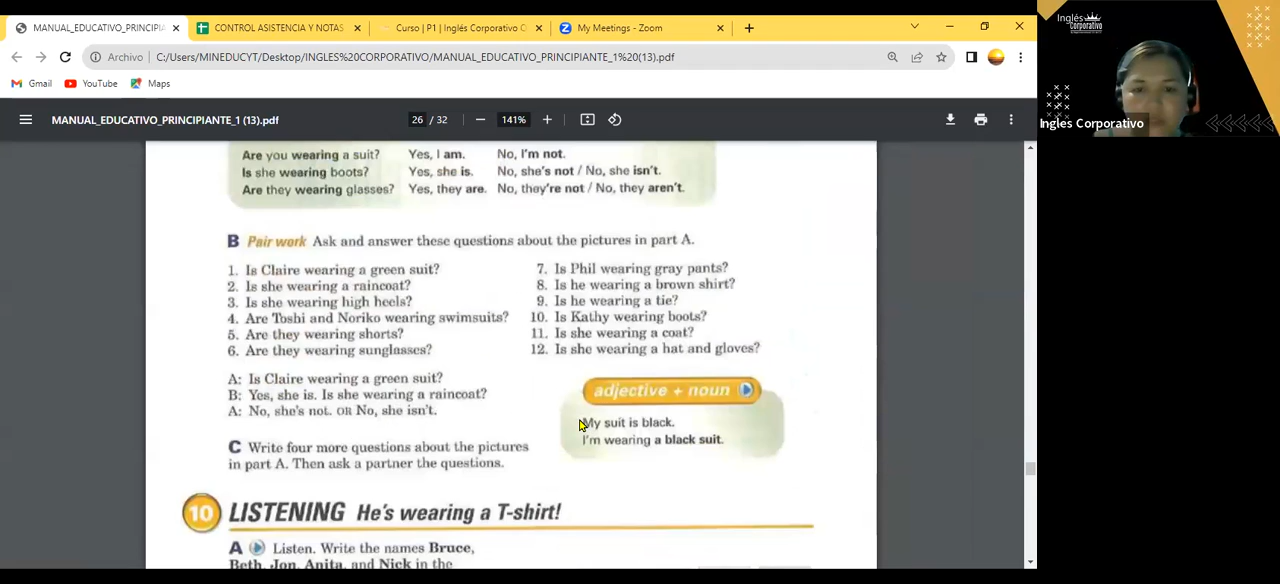 MANUAL_EDUCATIVO_PRINCIPIA
CONTROL ASISTENCIA Y NOTAS
Curso | P1 | Inglés Corporativo O
My Meetings - Zoom
Archivo
C:/Users/MINEDUCYT/Desktop/INGLES%20CORPORATIVO/MANUAL_EDUCATIVO_PRINCIPIANTE_1%20(13).pdf
Gmail
YouTube
Maps
MANUAL_EDUCATIVO_PRINCIPIANTE_1 (13).pdf
26 / 32
141%
Are you wearing a suit? Yes, I am. No, I'm not.
Is she wearing boots? Yes, she is. No, she's not / No, she isn't.
Are they wearing glasses? Yes, they are. No, they're not / No, they aren't.
B Pair work Ask and answer these questions about the pictures in part A.
1. Is Claire wearing a green suit?
2. Is she wearing a raincoat?
3. Is she wearing high heels?
4. Are Toshi and Noriko wearing swimsuits?
5. Are they wearing shorts?
6. Are they wearing sunglasses?
7. Is Phil wearing gray pants?
8. Is he wearing a brown shirt?
9. Is he wearing a tie?
10. Is Kathy wearing boots?
11. Is she wearing a coat?
12. Is she wearing a hat and gloves?
A: Is Claire wearing a green suit?
B: Yes, she is. Is she wearing a raincoat?
A: No, she's not. OR No, she isn't.
adjective + noun
My suit is black.
I'm wearing a black suit.
C Write four more questions about the pictures
in part A. Then ask a partner the questions.
10 LISTENING He's wearing a T-shirt!
A Listen. Write the names Bruce,
Beth, Jon, Anita, and Nick in the
Inglés
Corporativo
Ingles Corporativo